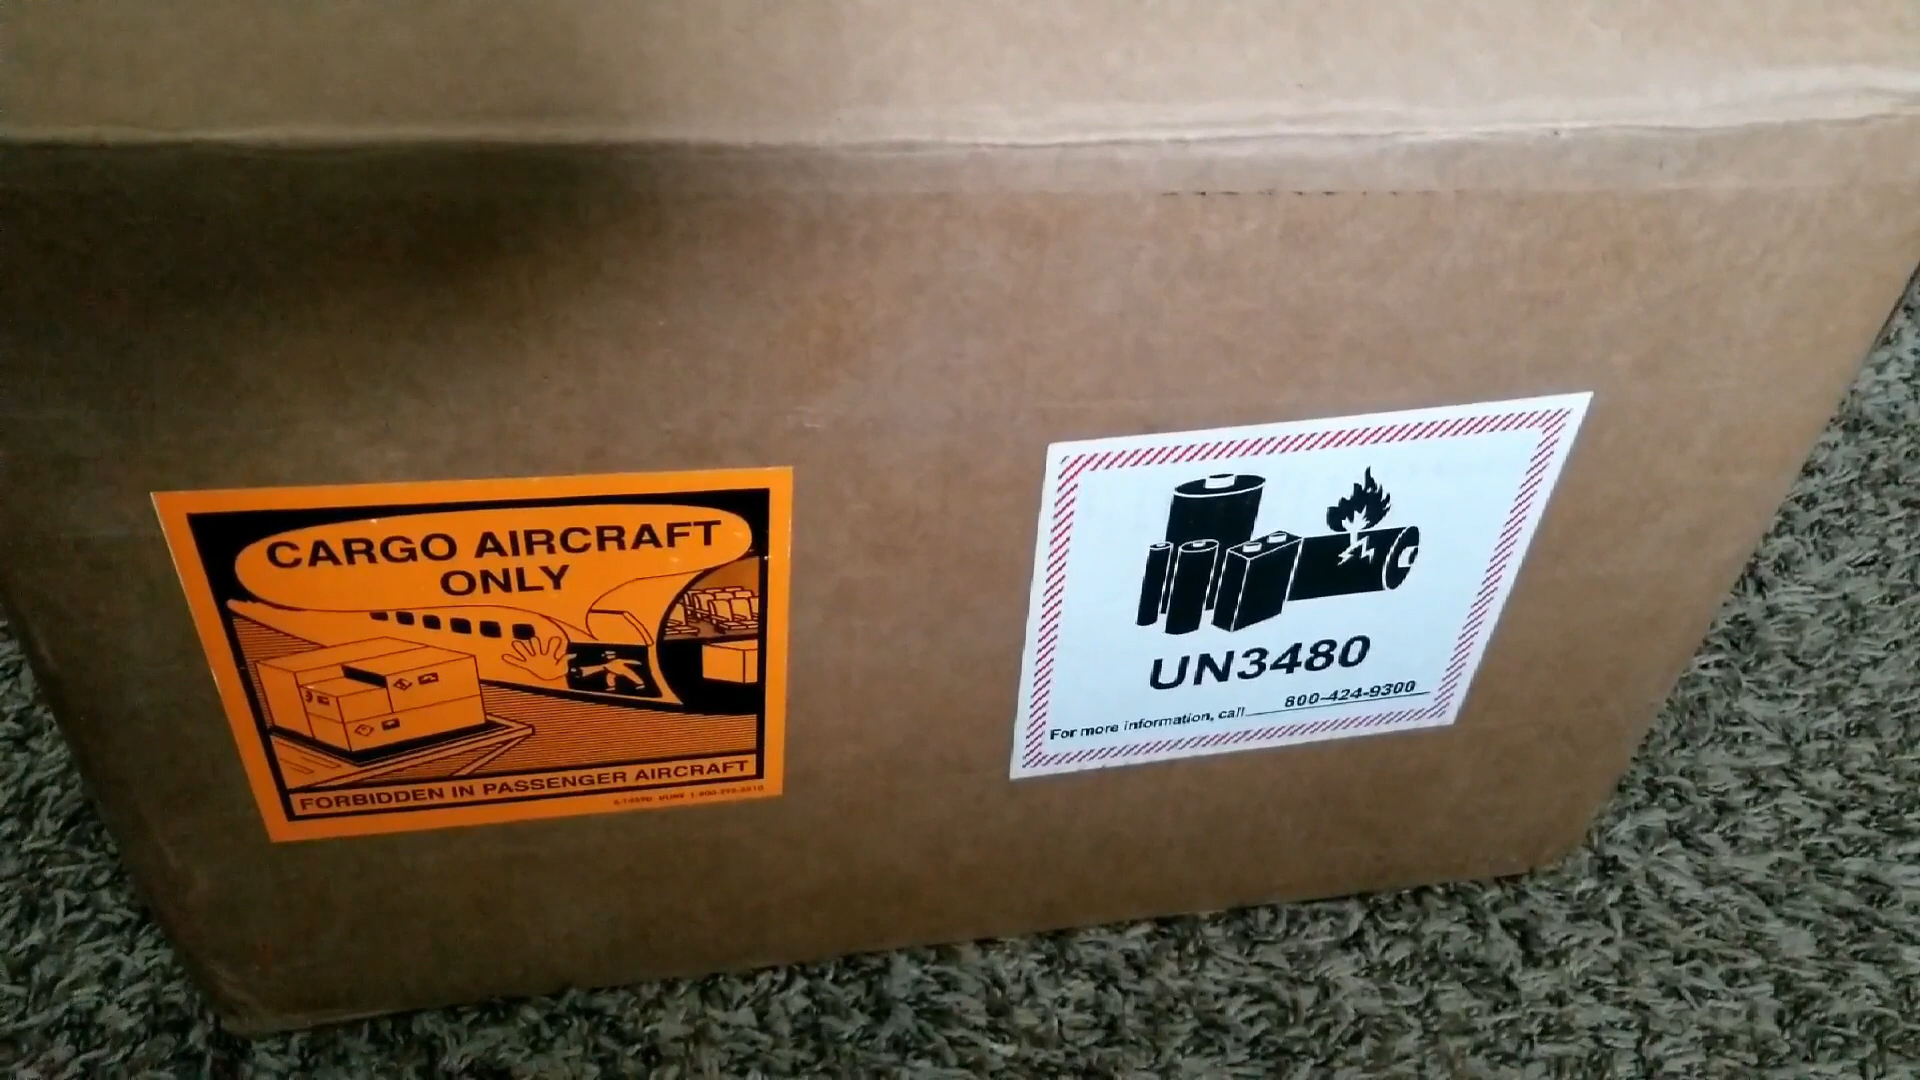 CARGO AIRCRAFT
ONLY
FORBIDDEN IN PASSENGER AIRCRAFT
UN3480
For more information, call 800-424-9300